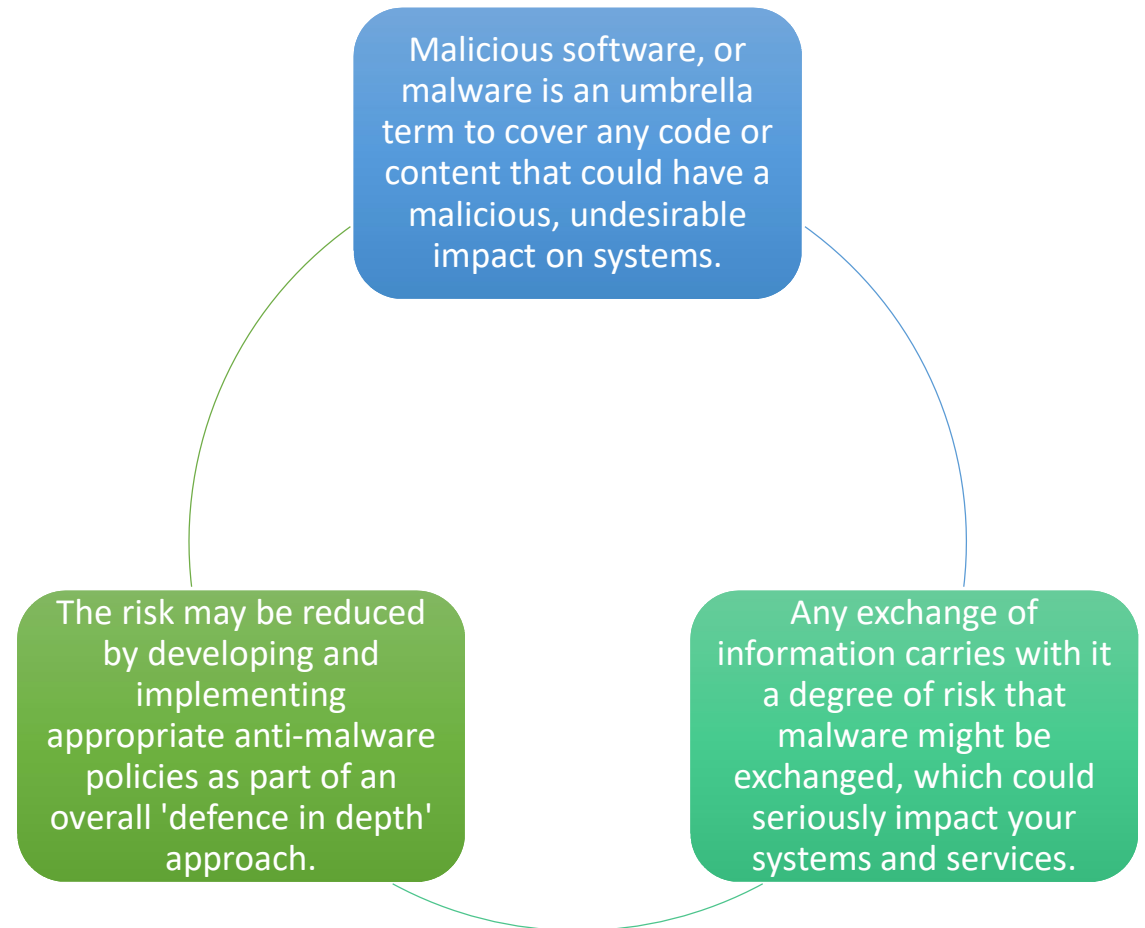 Malicious software, or
malware is an umbrella
term to cover any code or
content that could have a
malicious, undesirable
impact on systems.
Any exchange of
information carries with it
a degree of risk that
malware might be
exchanged, which could
seriously impact your
systems and services.
The risk may be reduced
by developing and
implementing
appropriate anti-malware
policies as part of an
overall 'defence in depth'
approach.